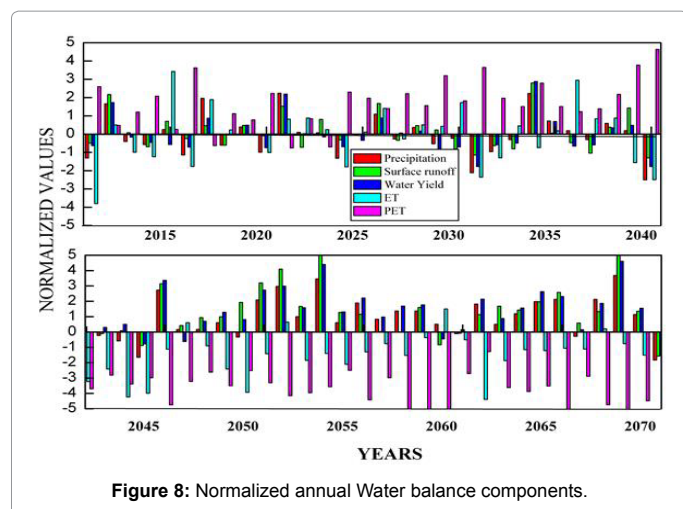 5
4
3
2
1
0
-1
-2
-3
-4
-5
Precipitation
Surface runoff
Water Yield
ET
PET
2015 2020 2025 2030 2035 2040
NORMALIZED VALUES
5
4
3
2
1
0
-1
-2
-3
-4
-5
2045 2050 2055 2060 2065 2070
YEARS
Figure 8: Normalized annual Water balance components.